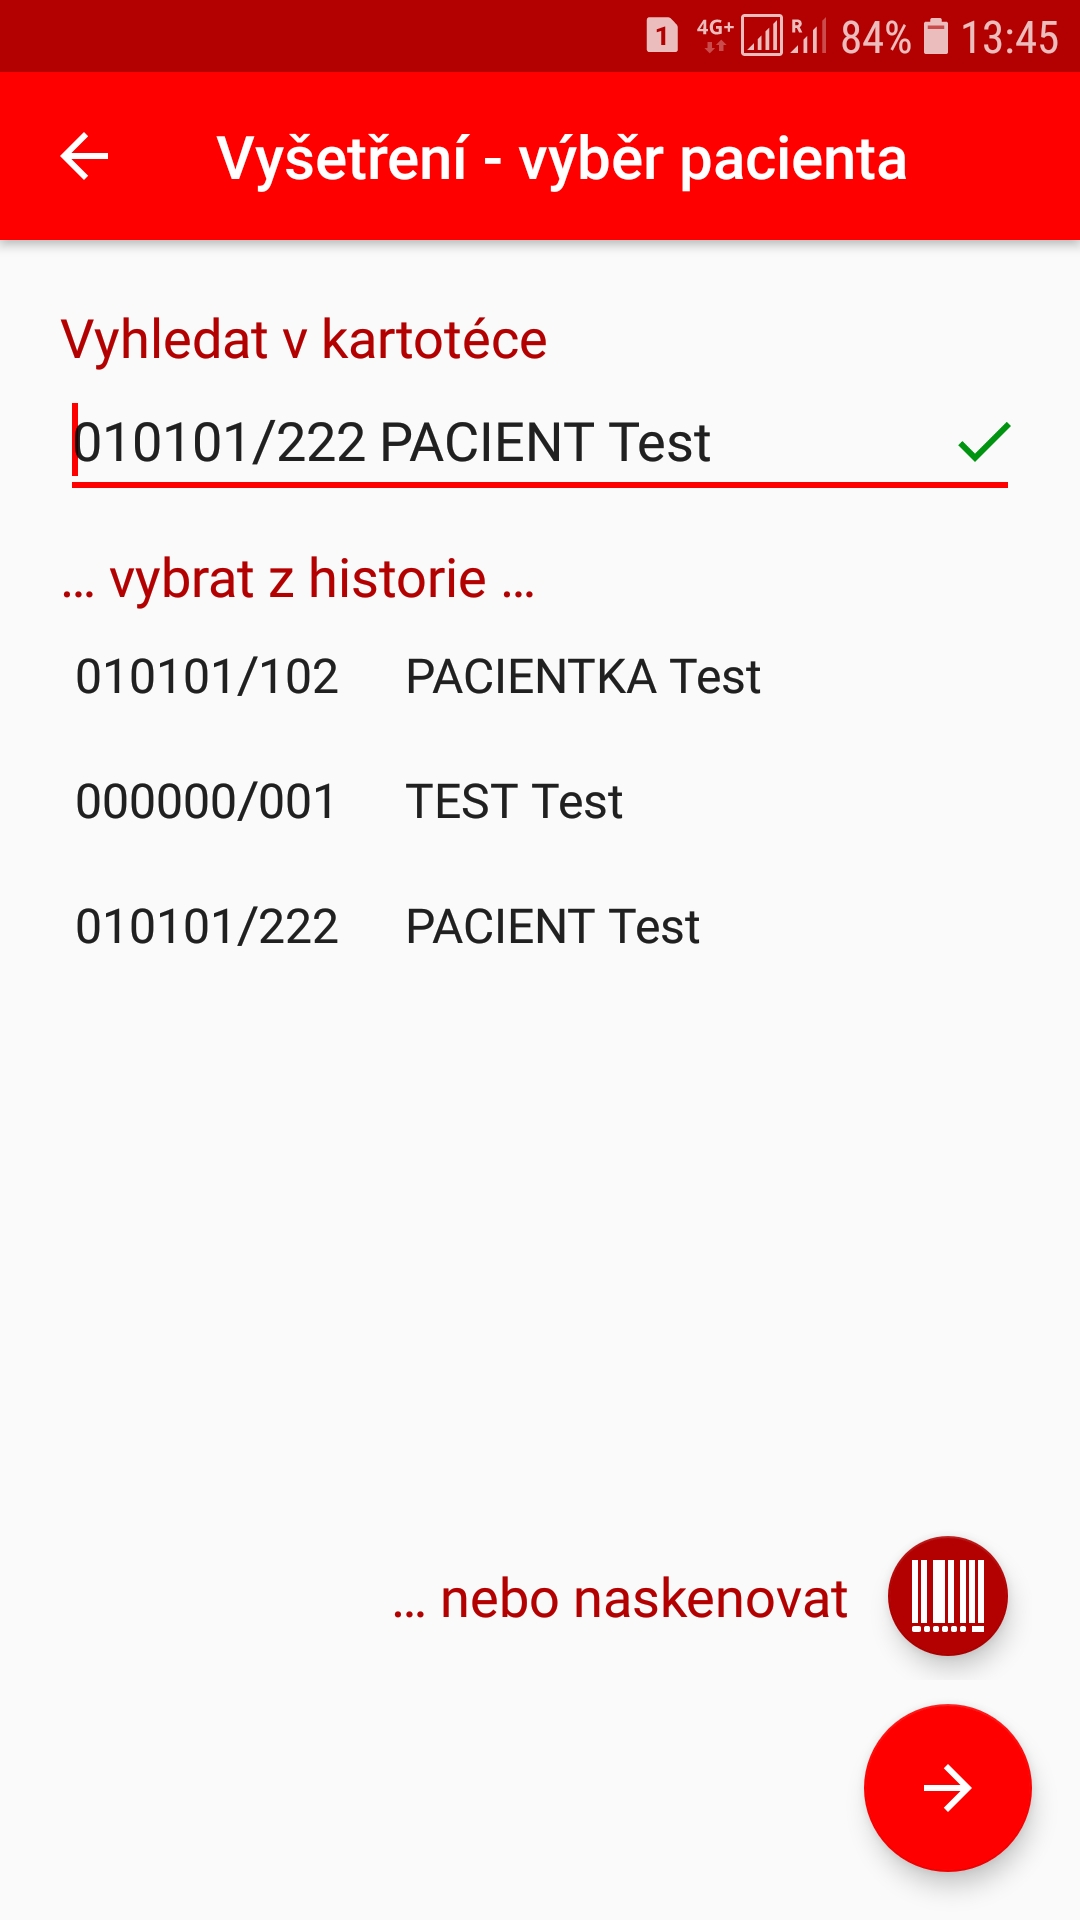 1 4G+ R 84% 13:45
Vyšetření - výběr pacienta
Vyhledat v kartotéce
010101/222 PACIENT Test
... vybrat z historie ...
010101/102 PACIENTKA Test
000000/001 TEST Test
010101/222 PACIENT Test
... nebo naskenovat